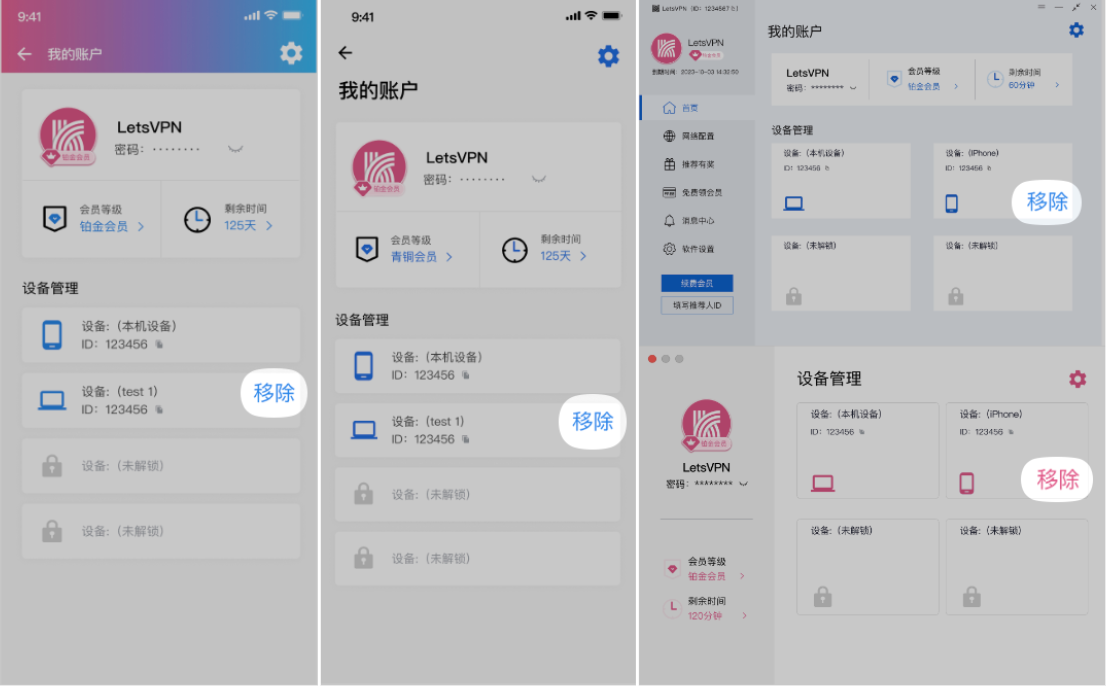 9:41
我的账户
LetsVPN
密码: ········
铂金会员
会员等级
铂金会员 >
剩余时间
125天 >
设备管理
设备:（本机设备）
ID: 123456
设备:（test 1）
ID: 123456
移除
设备:（未解锁）
设备:（未解锁）
9:41
我的账户
LetsVPN
密码: ········
铂金会员
会员等级
青铜会员 >
剩余时间
125天 >
设备管理
设备:（本机设备）
ID: 123456
设备:（test 1）
ID: 123456
移除
设备:（未解锁）
设备:（未解锁）
LetsVPN
铂金会员
首页
网络配置
推荐有奖
免费领会员
消息中心
软件设置
续费会员
填写推荐人ID
我的账户
LetsVPN
密码: ********
会员等级
铂金会员 >
剩余时间
60分钟 >
设备管理
设备:（本机设备）
ID: 123456
设备:（iPhone）
ID: 123456
移除
设备:（未解锁）
设备:（未解锁）
铂金会员
LetsVPN
密码: ********
会员等级
铂金会员 >
剩余时间
120分钟 >
设备管理
设备:（本机设备）
ID: 123456
设备:（iPhone）
ID: 123456
移除
设备:（未解锁）
设备:（未解锁）